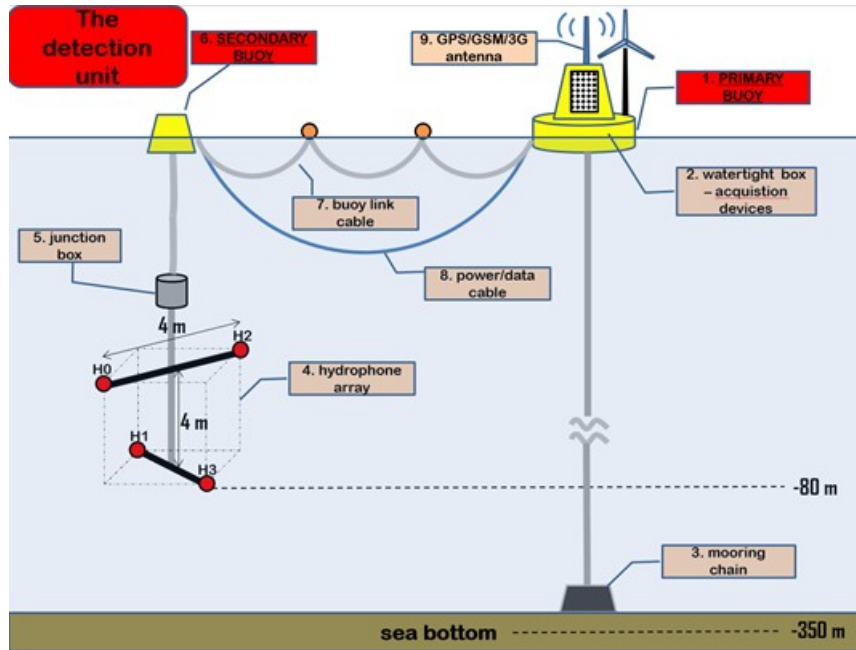 The
detection
unit
6. SECONDARY
BUOY
9. GPS/GSM/3G
antenna
1. PRIMARY
BUOY
2. watertight box
– acquistion
devices
7. buoy link
cable
5. junction
box
8. power/data
cable
4 m
H2
H0
4. hydrophone
array
4 m
H1
H3
-80 m
3. mooring
chain
sea bottom
-350 m